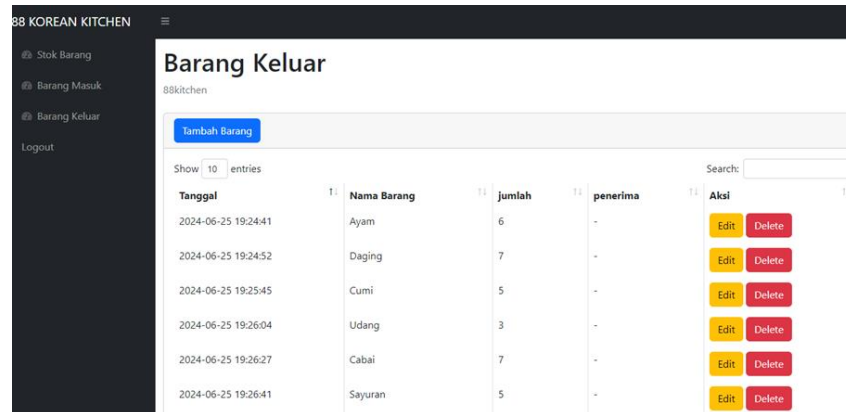 88 KOREAN KITCHEN
Stok Barang
Barang Masuk
Barang Keluar
Logout
Barang Keluar
88kitchen
Tambah Barang
Show 10 entries
Search:
Tanggal Nama Barang jumlah penerima Aksi
2024-06-25 19:24:41 Ayam 6 - Edit Delete
2024-06-25 19:24:52 Daging 7 - Edit Delete
2024-06-25 19:25:45 Cumi 5 - Edit Delete
2024-06-25 19:26:04 Udang 3 - Edit Delete
2024-06-25 19:26:27 Cabai 7 - Edit Delete
2024-06-25 19:26:41 Sayuran 5 - Edit Delete